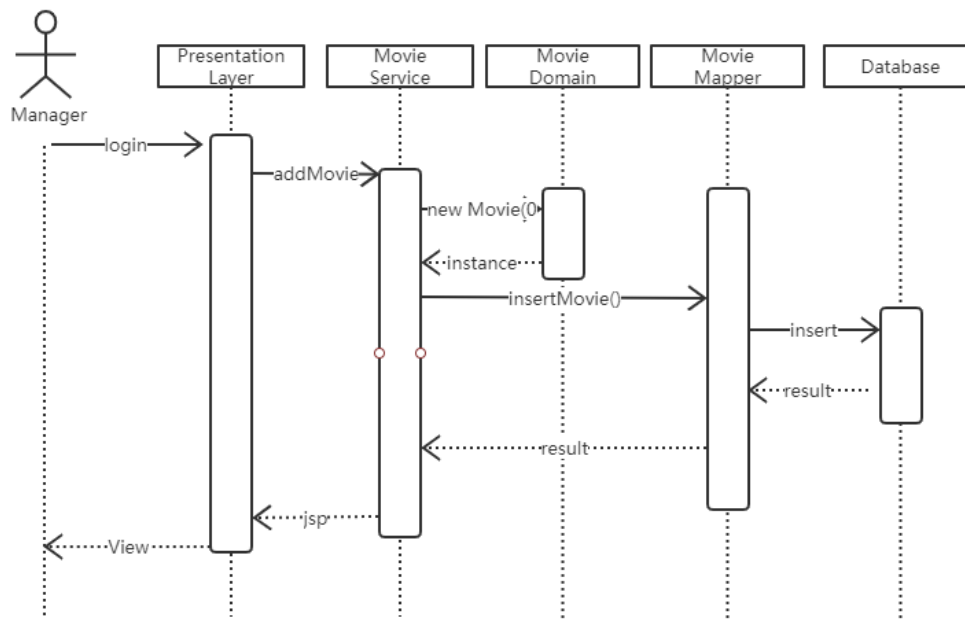 Manager
Presentation
Layer
Movie
Service
Movie
Domain
Movie
Mapper
Database
login
addMovie
new Movie(0
instance
insertMovie()
insert
result
result
jsp
View